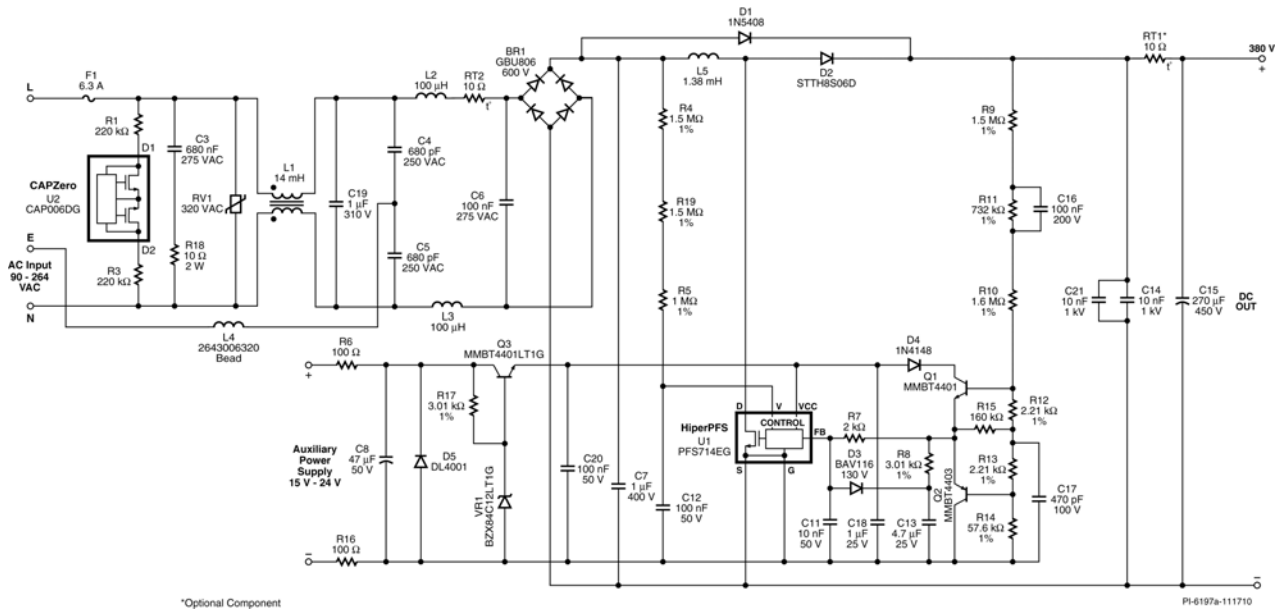 D1
1N5408
BR1
GBU806
600 V
RT1*
10 Ω
t°
380 V
+
F1
6.3 A
L
L2
100 µH
RT2
10 Ω
t°
L5
1.38 mH
D2
STTH8S06D
R1
220 kΩ
C3
680 nF
275 VAC
D1
CAPZero
U2
CAP006DG
D2
RV1
320 VAC
L1
14 mH
C19
1 µF
310 V
C4
680 pF
250 VAC
C6
100 nF
275 VAC
R4
1.5 MΩ
1%
R9
1.5 MΩ
1%
R19
1.5 MΩ
1%
R11
732 kΩ
1%
C16
100 nF
200 V
E
AC Input
90 - 264
VAC
N
R3
220 kΩ
R18
10 Ω
2 W
C5
680 pF
250 VAC
R5
1 MΩ
1%
R10
1.6 MΩ
1%
C21
10 nF
1 kV
C14
10 nF
1 kV
C15
270 µF
450 V
DC
OUT
L3
100 µH
L4
2643006320
Bead
R6
100 Ω
+
Q3
MMBT4401LT1G
D4
1N4148
Q1
MMBT4401
R17
3.01 kΩ
1%
Auxiliary
Power
Supply
15 V - 24 V
C8
47 µF
50 V
D5
DL4001
VR1
BZX84C12LT1G
C20
100 nF
50 V
C7
1 µF
400 V
C12
100 nF
50 V
D
V
VCC
CONTROL
HiperPFS
U1
PFS714EG
FB
S
G
R7
2 kΩ
D3
BAV116
130 V
R8
3.01 kΩ
1%
R15
160 kΩ
R12
2.21 kΩ
1%
R13
2.21 kΩ
1%
Q2
MMBT4403
C17
470 pF
100 V
R14
57.6 kΩ
1%
C11
10 nF
50 V
C18
1 µF
25 V
C13
4.7 µF
25 V
R16
100 Ω
–
–
*Optional Component
PI-6197a-111710